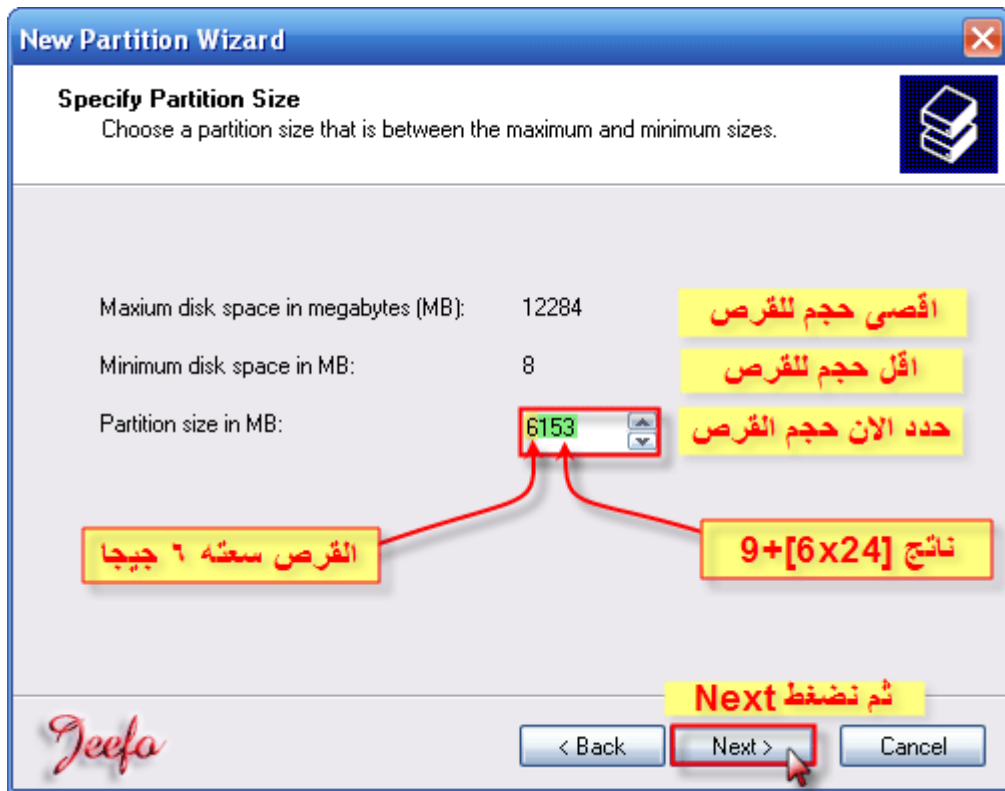 New Partition Wizard
Specify Partition Size
Choose a partition size that is between the maximum and minimum sizes.
Maxium disk space in megabytes (MB): 12284 اقصى حجم للقرص
Minimum disk space in MB: 8 اقل حجم للقرص
Partition size in MB: 6153 حدد الان حجم القرص
القرص سعته ٦ جيجا
ناتج [6x24]+9
ثم نضغط Next
Jeefo
< Back Next > Cancel